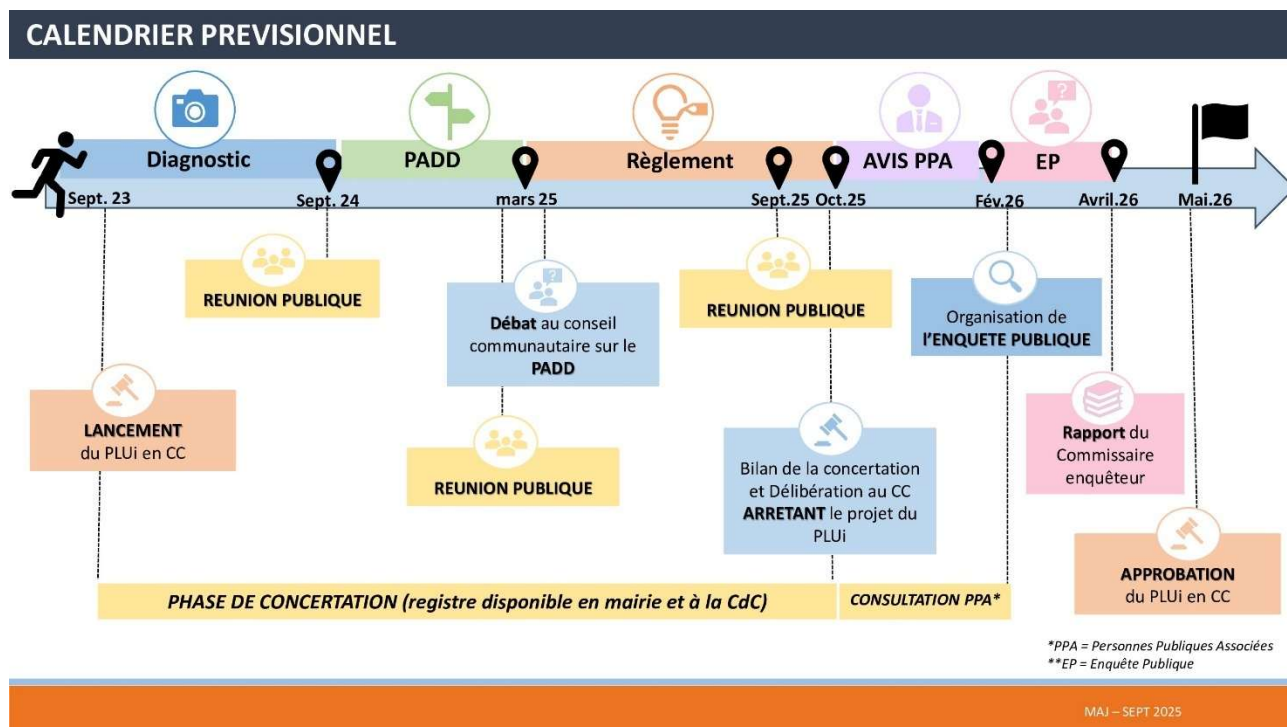 CALENDRIER PREVISIONNEL
Diagnostic
PADD
Règlement
AVIS PPA
EP
Sept. 23
Sept. 24
mars 25
Sept.25
Oct.25
Fév.26
Avril.26
Mai.26
REUNION PUBLIQUE
Débat au conseil
communautaire sur le
PADD
REUNION PUBLIQUE
Organisation de
l'ENQUETE PUBLIQUE
LANCEMENT
du PLUi en CC
REUNION PUBLIQUE
Bilan de la concertation
et Délibération au CC
ARRETANT le projet du
PLUi
Rapport du
Commissaire
enquêteur
APPROBATION
du PLUi en CC
PHASE DE CONCERTATION (registre disponible en mairie et à la CdC)
CONSULTATION PPA*
*PPA = Personnes Publiques Associées
**EP = Enquête Publique
MAJ – SEPT 2025